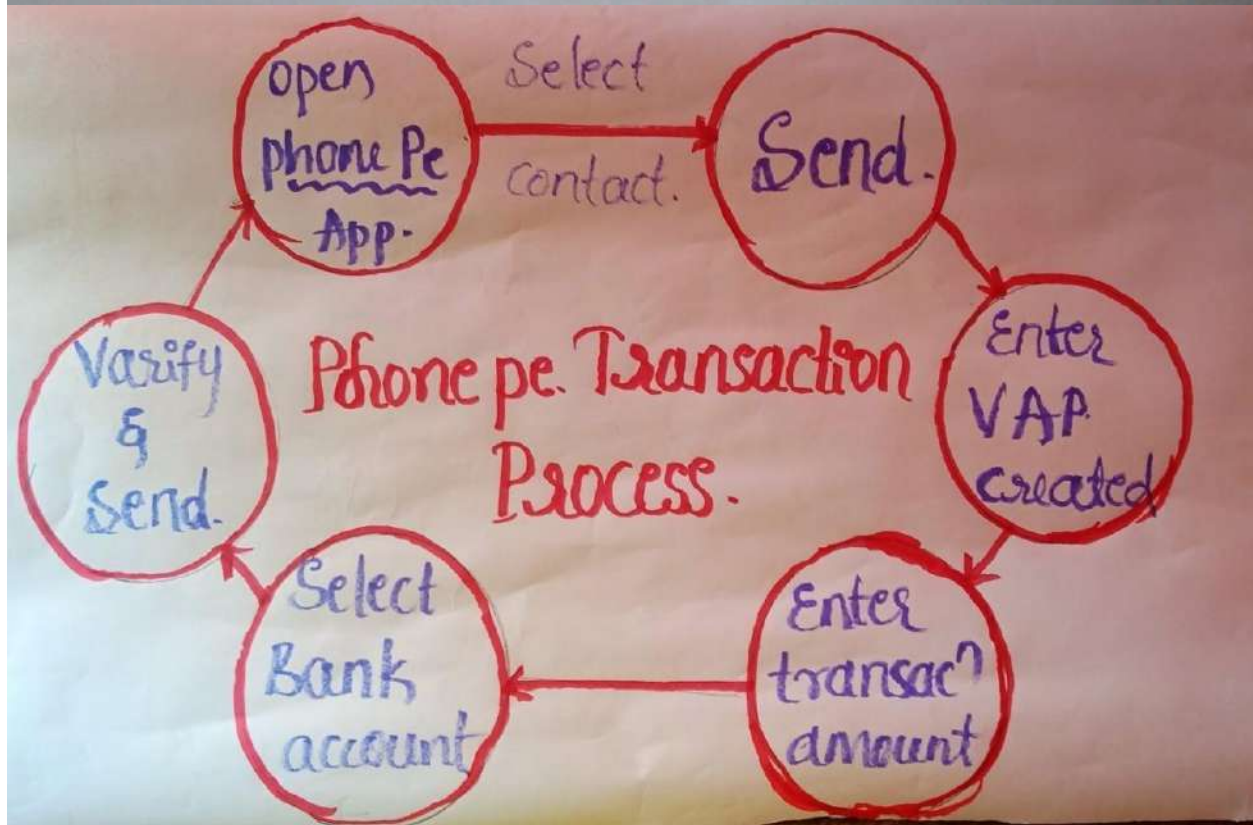 open
phone Pe
App.
Select
contact.
Send.
Enter
VAP
created
Enter
transacⁿ
amount
Select
Bank
account
Varify
&
Send.
Phone pe. Transaction
Process.